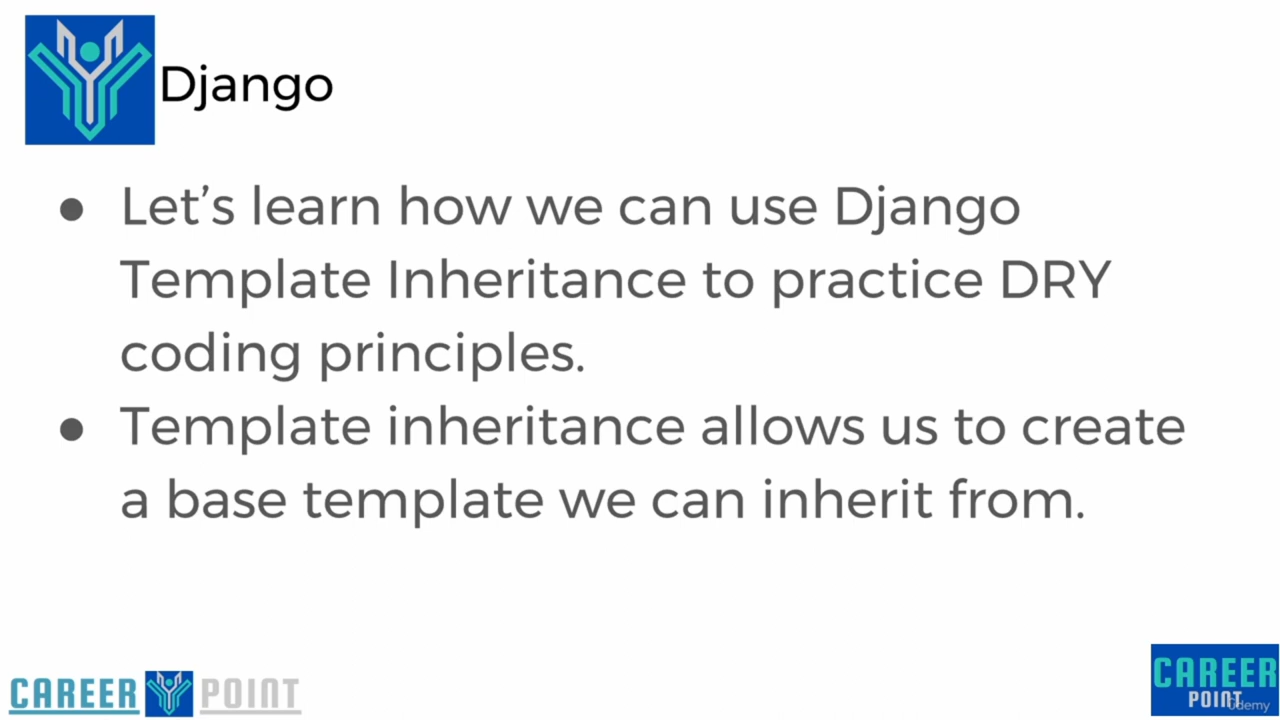 Django
● Let’s learn how we can use Django
Template Inheritance to practice DRY
coding principles.
● Template inheritance allows us to create
a base template we can inherit from.
CAREER POINT
CAREER
POINT
ûdemy